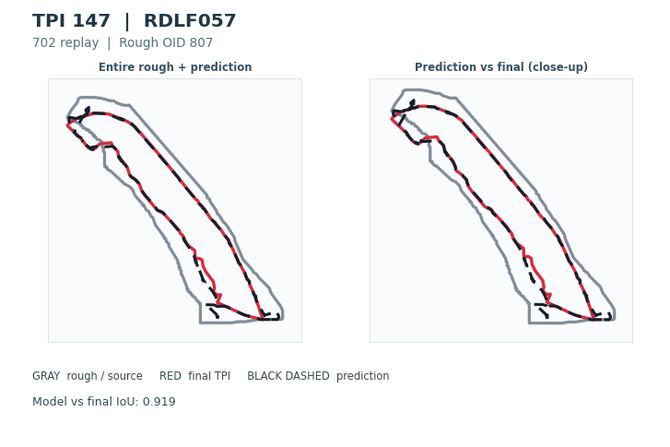 TPI 147 | RDLF057
702 replay | Rough OID 807
Entire rough + prediction
Prediction vs final (close-up)
GRAY rough / source RED final TPI BLACK DASHED prediction
Model vs final IoU: 0.919